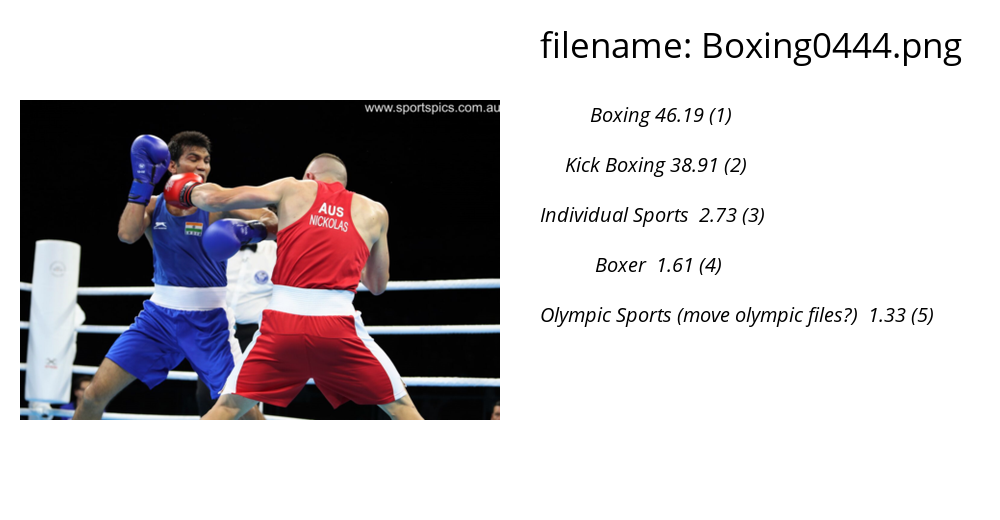 filename: Boxing0444.png
www.sportspics.com.au
Boxing 46.19 (1)
Kick Boxing 38.91 (2)
Individual Sports 2.73 (3)
Boxer 1.61 (4)
Olympic Sports (move olympic files?) 1.33 (5)
AUS
NICKOLAS